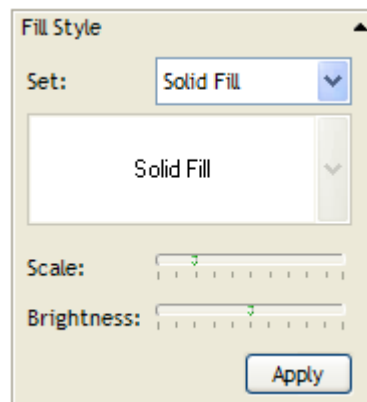 Fill Style
Set: Solid Fill
Solid Fill
Scale:
Brightness:
Apply